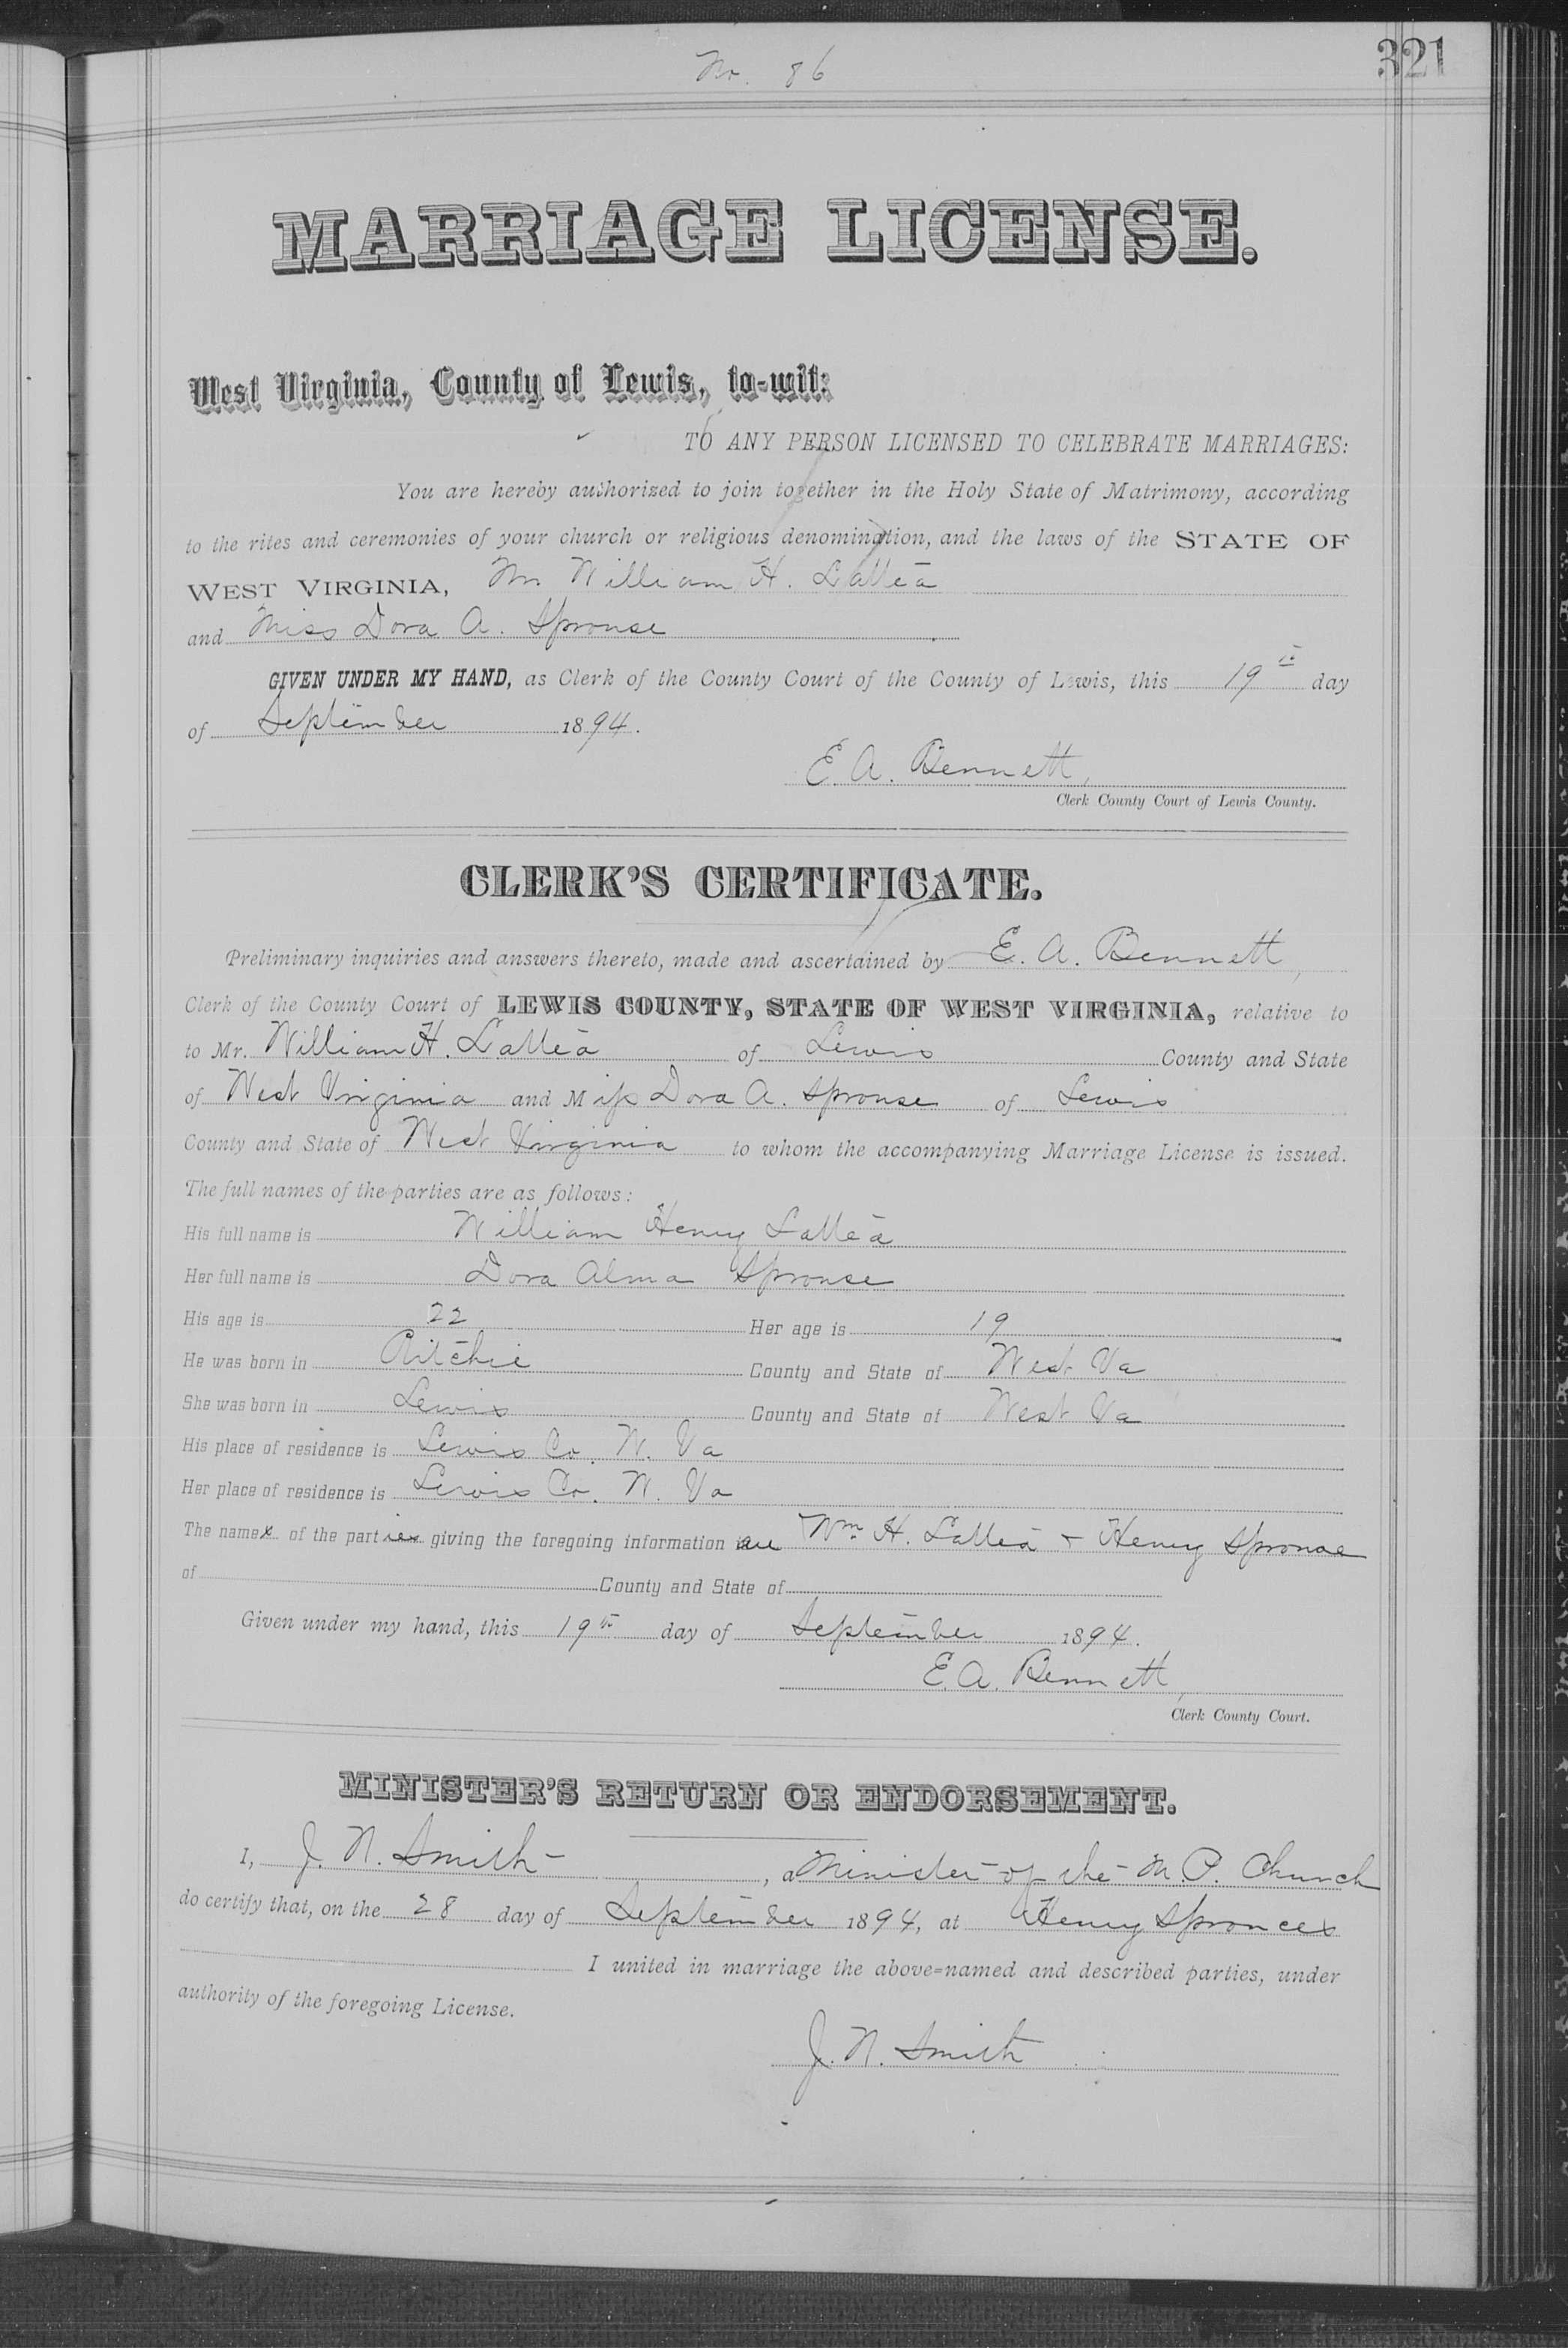 No. 86
321
MARRIAGE LICENSE.
West Virginia, County of Lewis, to-wit:
TO ANY PERSON LICENSED TO CELEBRATE MARRIAGES:
You are hereby authorized to join together in the Holy State of Matrimony, according
to the rites and ceremonies of your church or religious denomination, and the laws of the STATE OF
WEST VIRGINIA, Mr. William H. Lattea
and Miss Dora A. Sprouse
GIVEN UNDER MY HAND, as Clerk of the County Court of the County of Lewis, this 19th day
of September 1894.
E. A. Bennett,
Clerk County Court of Lewis County.
CLERK'S CERTIFICATE.
Preliminary inquiries and answers thereto, made and ascertained by E. A. Bennett,
Clerk of the County Court of LEWIS COUNTY, STATE OF WEST VIRGINIA, relative to
to Mr. William H. Lattea of Lewis County and State
of West Virginia and Miss Dora A. Sprouse of Lewis
County and State of West Virginia to whom the accompanying Marriage License is issued.
The full names of the parties are as follows:
His full name is William Henry Lattea
Her full name is Dora Alma Sprouse
His age is 22 Her age is 19
He was born in Ritchie County and State of West Va
She was born in Lewis County and State of West Va
His place of residence is Lewis Co. W. Va
Her place of residence is Lewis Co. W. Va
The names of the parties giving the foregoing information are Wm H. Lattea + Henry Sprouse
of County and State of
Given under my hand, this 19th day of September 1894.
E. A. Bennett,
Clerk County Court.
MINISTER'S RETURN OR ENDORSEMENT.
I, J. N. Smith, a Minister of the M. P. Church
do certify that, on the 28 day of September 1894, at Henry Sprouces
I united in marriage the above-named and described parties, under
authority of the foregoing License.
J. N. Smith